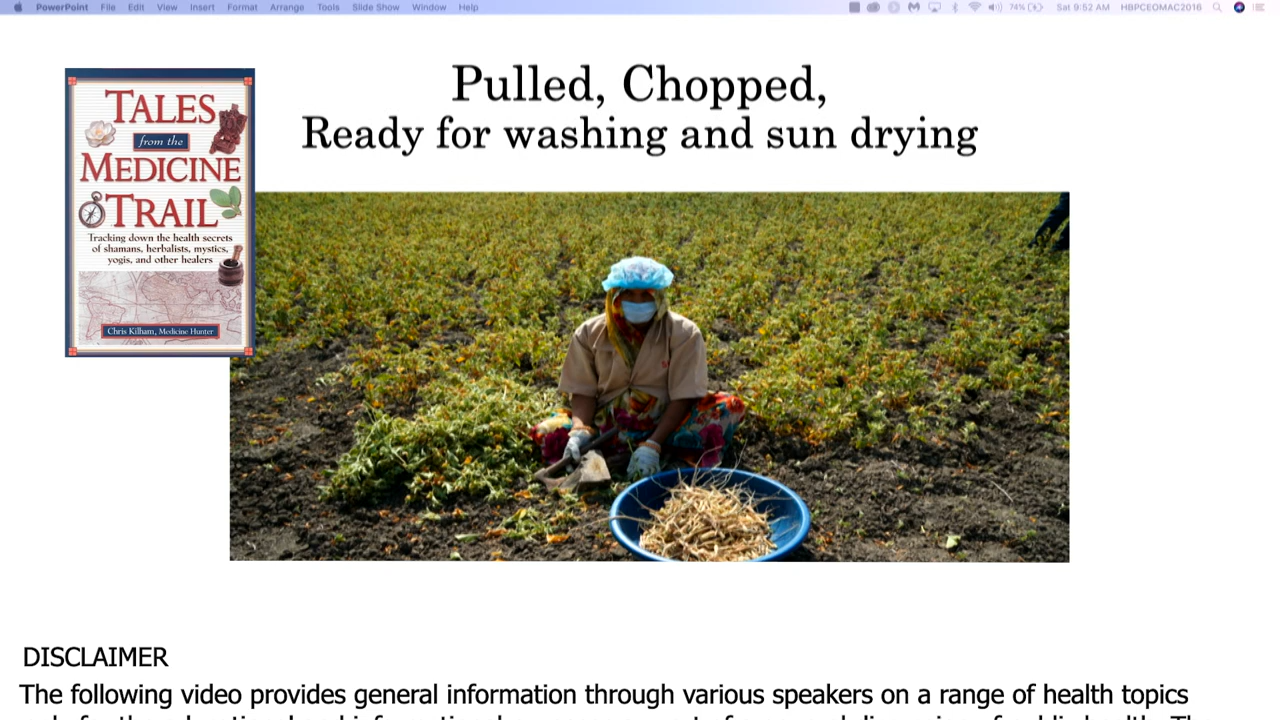 PowerPoint File Edit View Insert Format Arrange Tools Slide Show Window Help 74% Sat 9:52 AM HBPCEOMAC2016
Pulled, Chopped,
Ready for washing and sun drying
TALES
from the
MEDICINE
TRAIL
Tracking down the health secrets
of shamans, herbalists, mystics,
yogis, and other healers
Chris Kilham, Medicine Hunter
DISCLAIMER
The following video provides general information through various speakers on a range of health topics